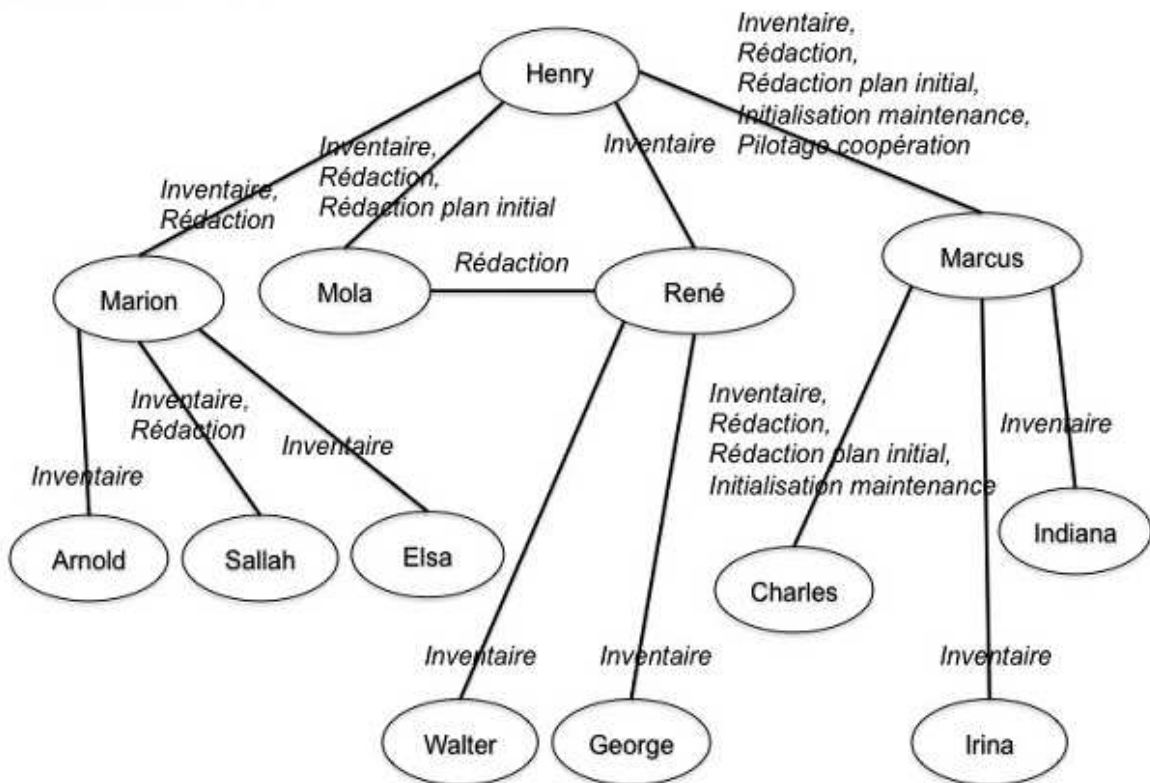 Henry
Inventaire,
Rédaction,
Rédaction plan initial,
Initialisation maintenance,
Pilotage coopération
Inventaire,
Rédaction,
Rédaction plan initial
Inventaire
Inventaire,
Rédaction
Marion
Mola
Rédaction
René
Marcus
Inventaire,
Rédaction
Inventaire
Inventaire
Inventaire,
Rédaction,
Rédaction plan initial,
Initialisation maintenance
Inventaire
Arnold
Sallah
Elsa
Charles
Indiana
Inventaire
Inventaire
Inventaire
Walter
George
Irina